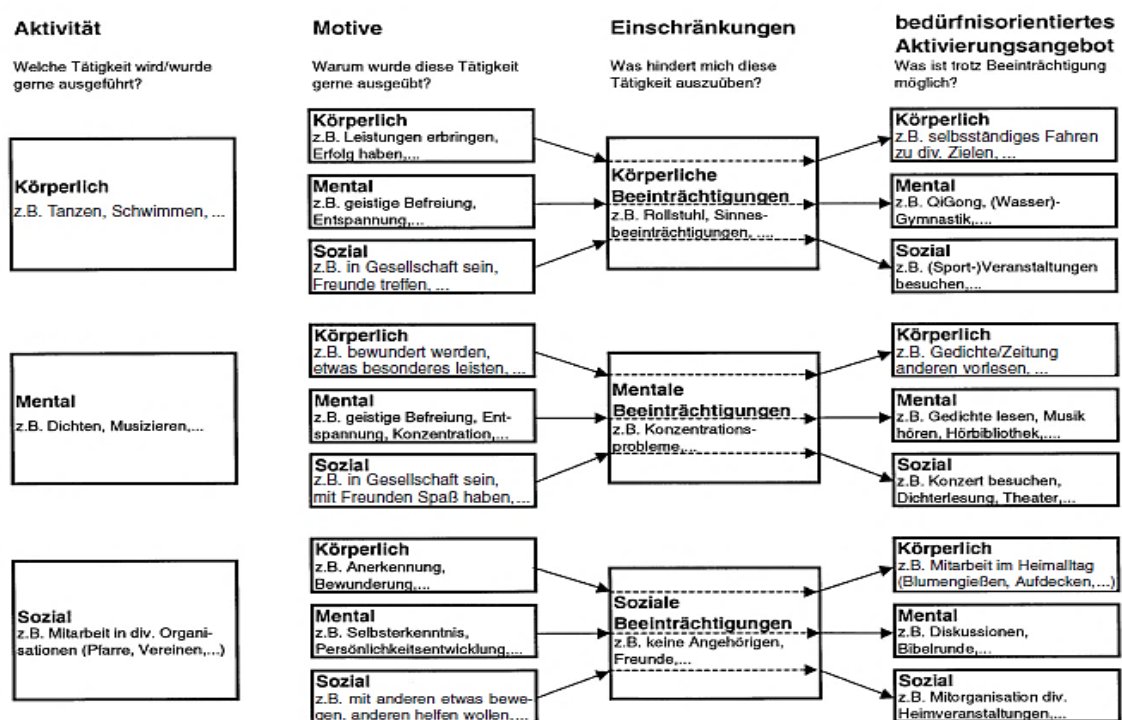 Aktivität
Welche Tätigkeit wird/wurde
gerne ausgeführt?
Motive
Warum wurde diese Tätigkeit
gerne ausgeübt?
Einschränkungen
Was hindert mich diese
Tätigkeit auszuüben?
bedürfnisorientiertes
Aktivierungsangebot
Was ist trotz Beeinträchtigung
möglich?
Körperlich
z.B. Tanzen, Schwimmen, ...
Körperlich
z.B. Leistungen erbringen,
Erfolg haben,...
Mental
z.B. geistige Befreiung,
Entspannung,...
Sozial
z.B. in Gesellschaft sein,
Freunde treffen, ...
Körperliche
Beeinträchtigungen
z.B. Rollstuhl, Sinnes-
beeinträchtigungen, ....
Körperlich
z.B. selbsständiges Fahren
zu div. Zielen, ...
Mental
z.B. QiGong, (Wasser)-
Gymnastik,....
Sozial
z.B. (Sport-)Veranstaltungen
besuchen,...
Mental
z.B. Dichten, Musizieren,...
Körperlich
z.B. bewundert werden,
etwas besonderes leisten, ...
Mental
z.B. geistige Befreiung, Ent-
spannung, Konzentration,...
Sozial
z.B. in Gesellschaft sein,
mit Freunden Spaß haben,...
Mentale
Beeinträchtigungen
z.B. Konzentrations-
probleme,...
Körperlich
z.B. Gedichte/Zeitung
anderen vorlesen, ...
Mental
z.B. Gedichte lesen, Musik
hören, Hörbibliothek,....
Sozial
z.B. Konzert besuchen,
Dichterlesung, Theater,...
Sozial
z.B. Mitarbeit in div. Organi-
sationen (Pfarre, Vereinen,...)
Körperlich
z.B. Anerkennung,
Bewunderung,...
Mental
z.B. Selbsterkenntnis,
Persönlichkeitsentwicklung,...
Sozial
z.B. mit anderen etwas bewe-
gen, anderen helfen wollen,...
Soziale
Beeinträchtigungen
z.B. keine Angehörigen,
Freunde,...
Körperlich
z.B. Mitarbeit im Heimalltag
(Blumengießen, Aufdecken,...)
Mental
z.B. Diskussionen,
Bibelrunde,...
Sozial
z.B. Mitorganisation div.
Heimveranstaltungen,...